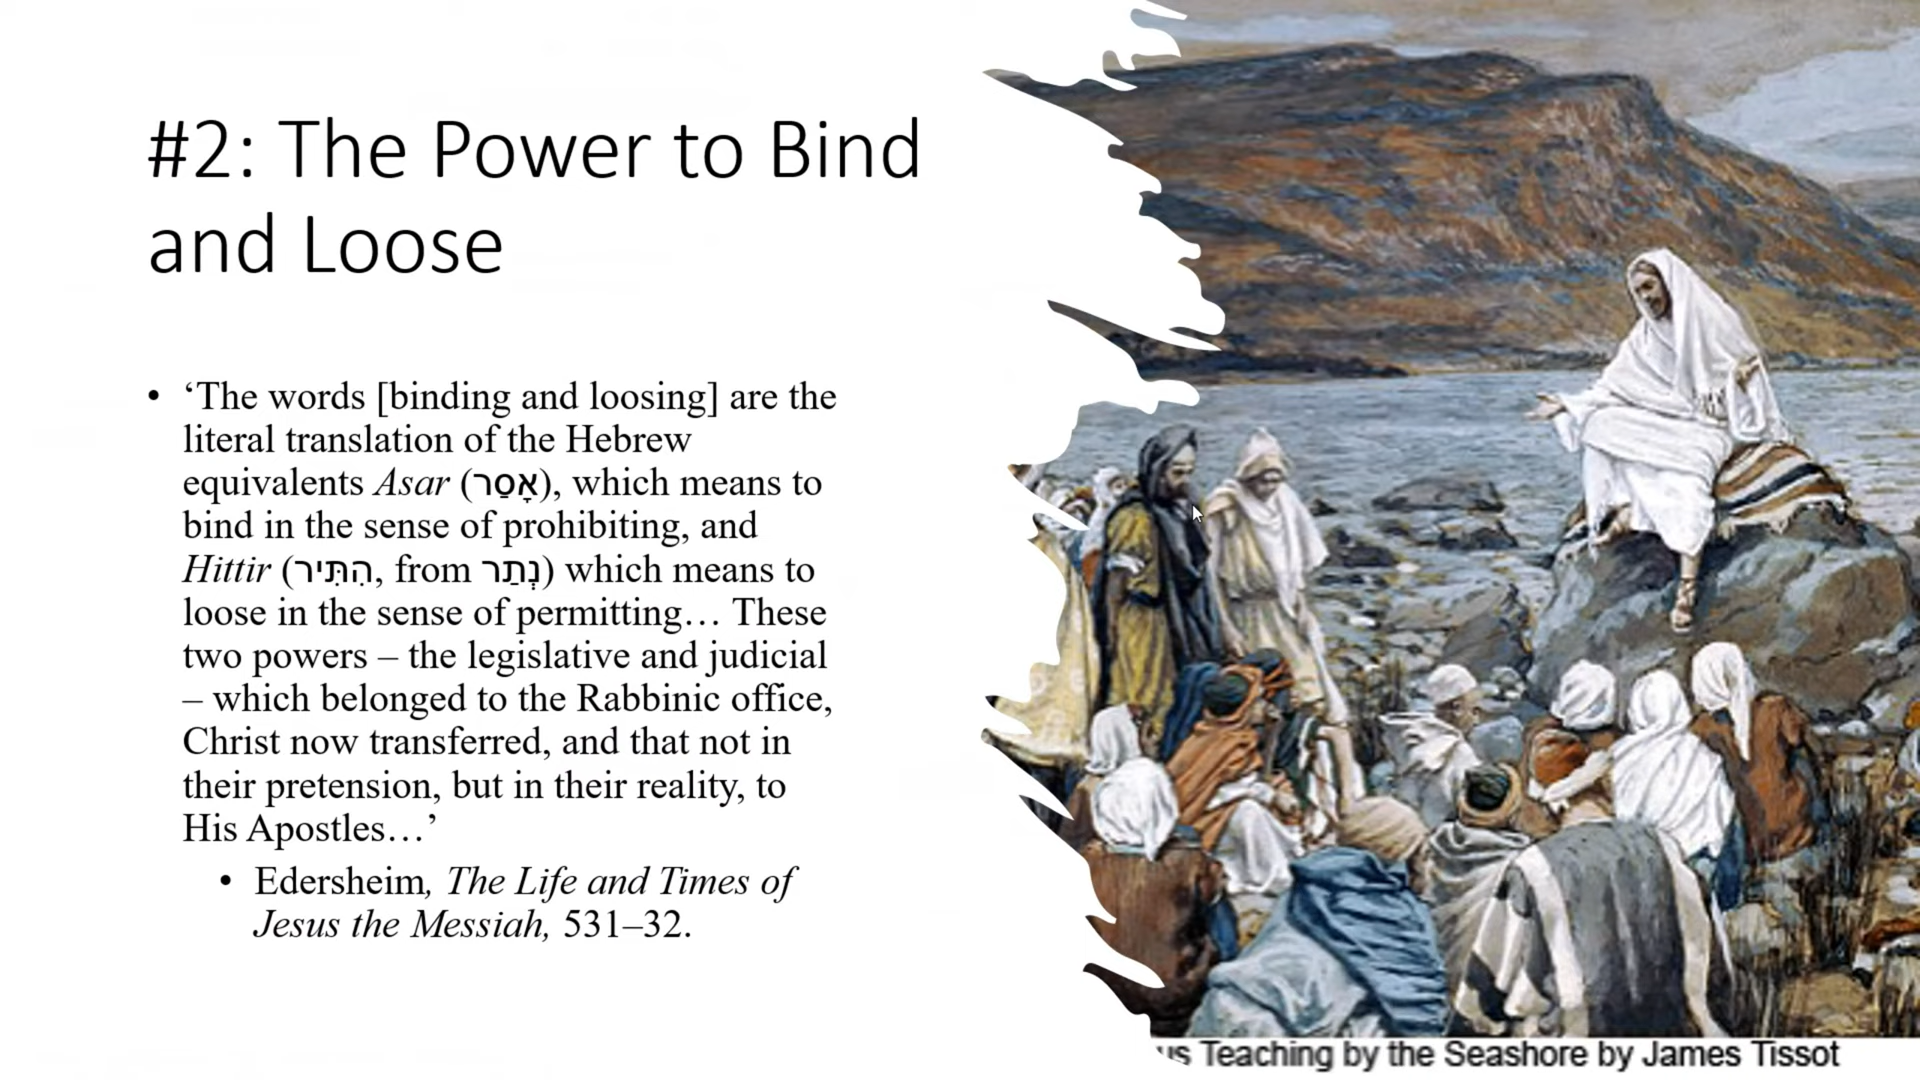 #2: The Power to Bind
and Loose
• ‘The words [binding and loosing] are the
literal translation of the Hebrew
equivalents Asar (אָסַר), which means to
bind in the sense of prohibiting, and
Hittir (הִתִּיר, from נְתַר) which means to
loose in the sense of permitting… These
two powers – the legislative and judicial
– which belonged to the Rabbinic office,
Christ now transferred, and that not in
their pretension, but in their reality, to
His Apostles…’
• Edersheim, The Life and Times of
Jesus the Messiah, 531–32.
us Teaching by the Seashore by James Tissot